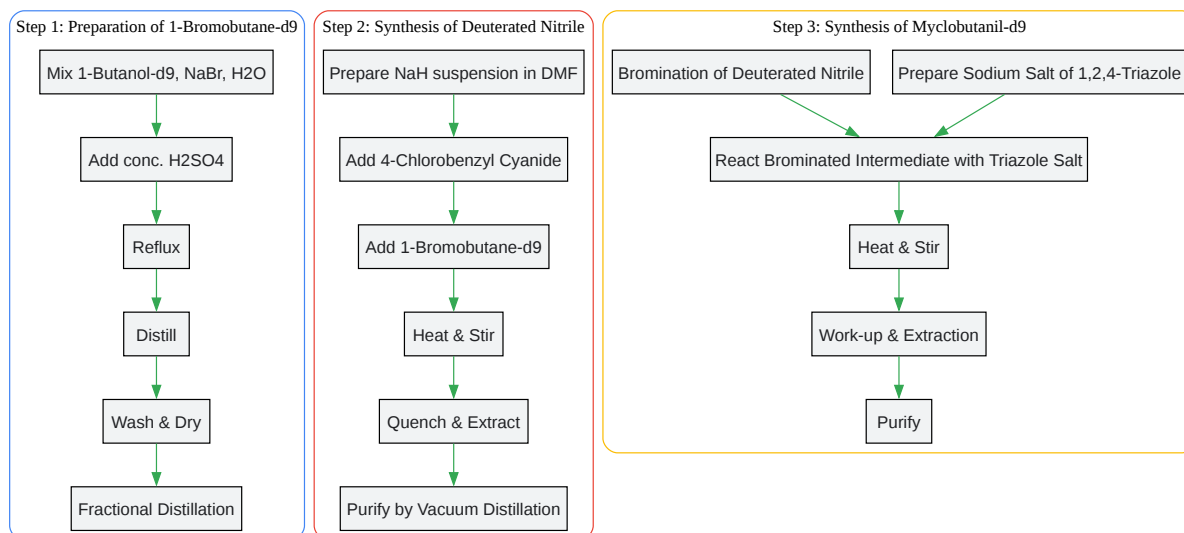 Step 1: Preparation of 1-Bromobutane-d9
Mix 1-Butanol-d9, NaBr, H2O
Add conc. H2SO4
Reflux
Distill
Wash & Dry
Fractional Distillation
Step 2: Synthesis of Deuterated Nitrile
Prepare NaH suspension in DMF
Add 4-Chlorobenzyl Cyanide
Add 1-Bromobutane-d9
Heat & Stir
Quench & Extract
Purify by Vacuum Distillation
Step 3: Synthesis of Myclobutanil-d9
Bromination of Deuterated Nitrile
Prepare Sodium Salt of 1,2,4-Triazole
React Brominated Intermediate with Triazole Salt
Heat & Stir
Work-up & Extraction
Purify